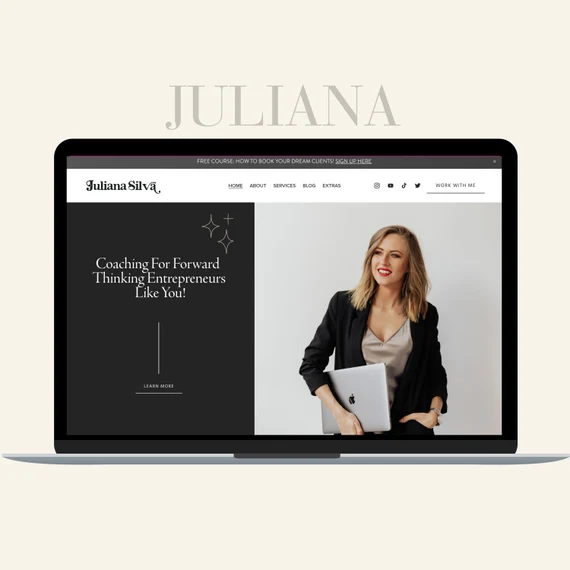 JULIANA
FREE COURSE: HOW TO BOOK YOUR DREAM CLIENTS! SIGN UP HERE
Juliana Silva
HOME ABOUT SERVICES BLOG EXTRAS
WORK WITH ME
Coaching For Forward
Thinking Entrepreneurs
Like You!
LEARN MORE